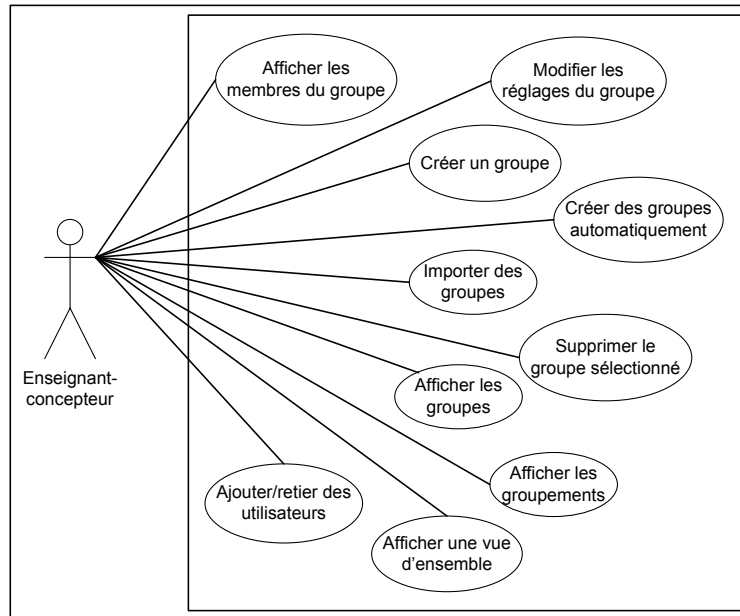 Afficher les
membres du groupe
Modifier les
réglages du groupe
Créer un groupe
Créer des groupes
automatiquement
Importer des
groupes
Supprimer le
groupe sélectionné
Enseignant-
concepteur
Afficher les
groupes
Afficher les
groupements
Ajouter/retier des
utilisateurs
Afficher une vue
d'ensemble